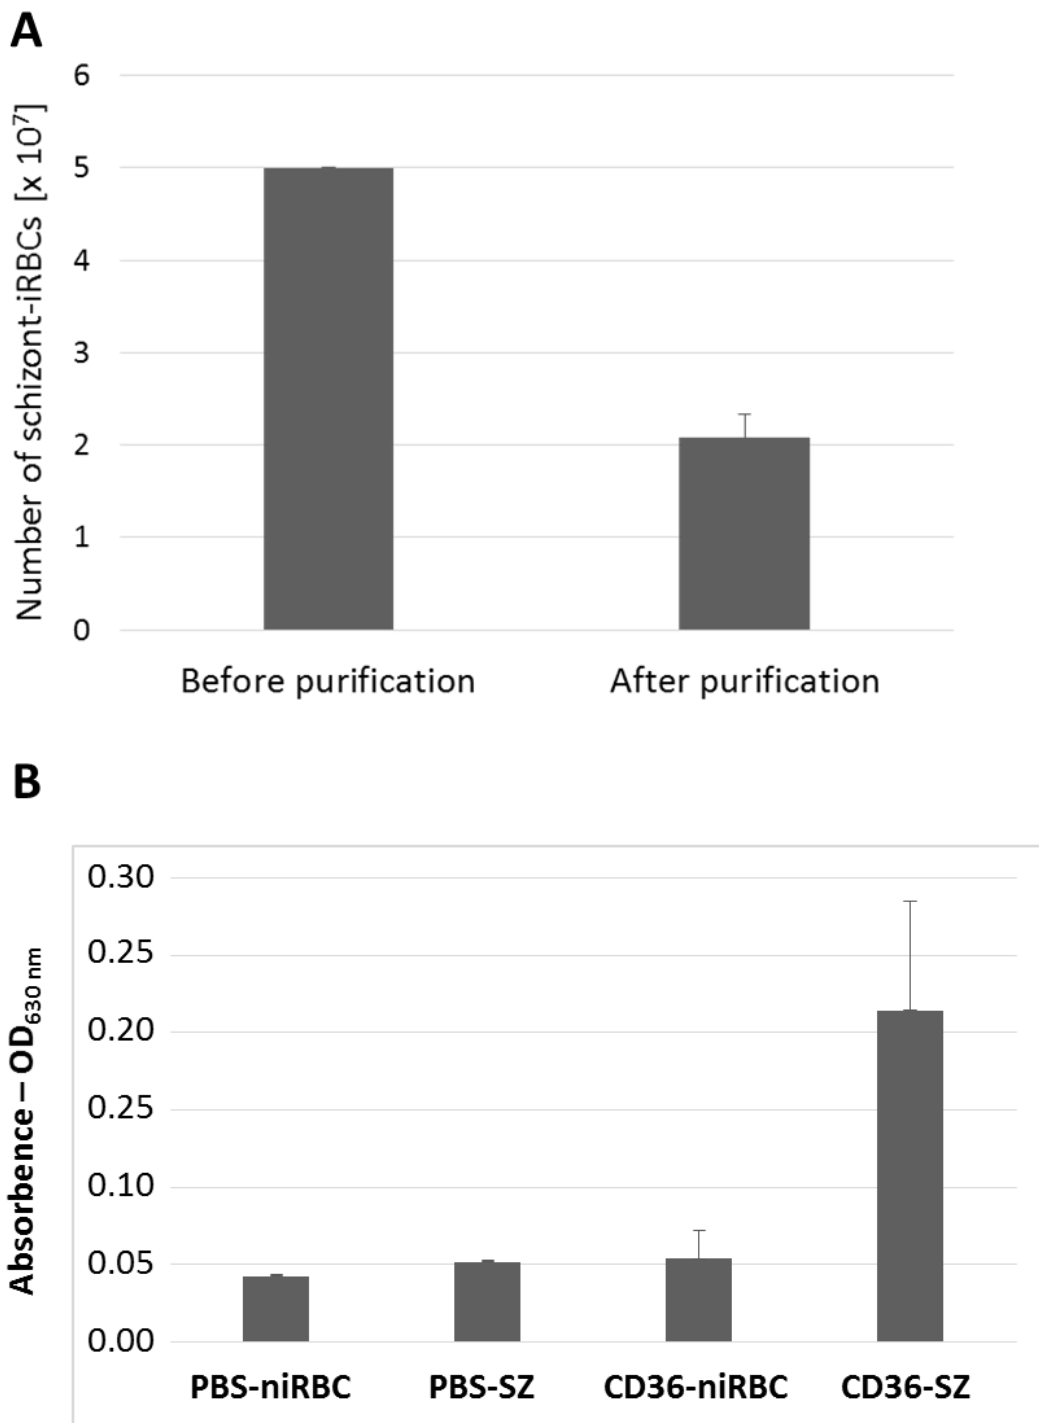 A
Number of schizont-iRBCs [x 10⁷]
6
5
4
3
2
1
0
Before purification After purification
B
Absorbence – OD₆₃₀ ₙₘ
0.30
0.25
0.20
0.25
0.10
0.05
0.00
PBS-niRBC PBS-SZ CD36-niRBC CD36-SZ